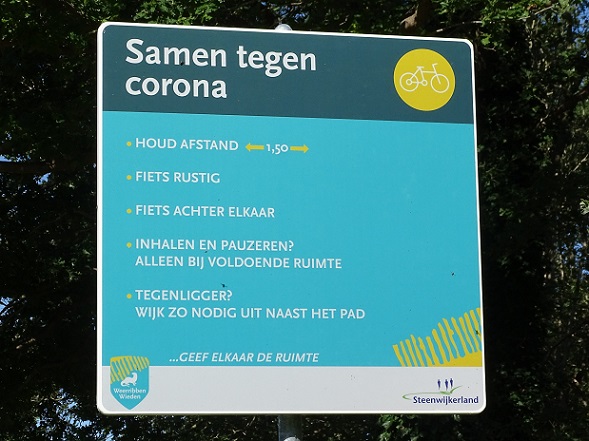 Samen tegen
corona
• HOUD AFSTAND 1,50
• FIETS RUSTIG
• FIETS ACHTER ELKAAR
• INHALEN EN PAUZEREN?
ALLEEN BIJ VOLDOENDE RUIMTE
• TEGENLIGGER?
WIJK ZO NODIG UIT NAAST HET PAD
...GEEF ELKAAR DE RUIMTE
Weerribben
Wieden
Steenwijkerland